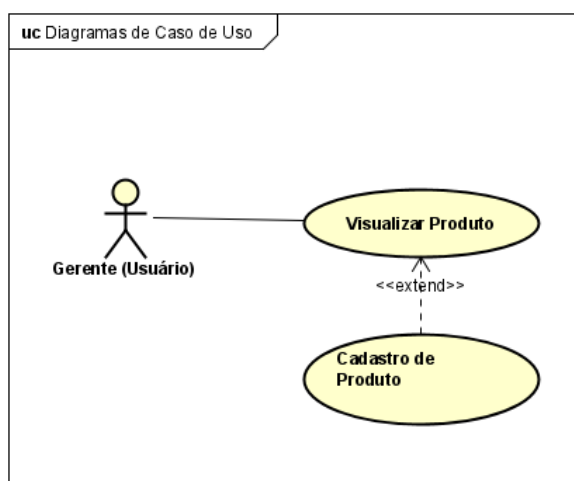 uc Diagramas de Caso de Uso
Visualizar Produto
Gerente (Usuário)
<<extend>>
Cadastro de
Produto